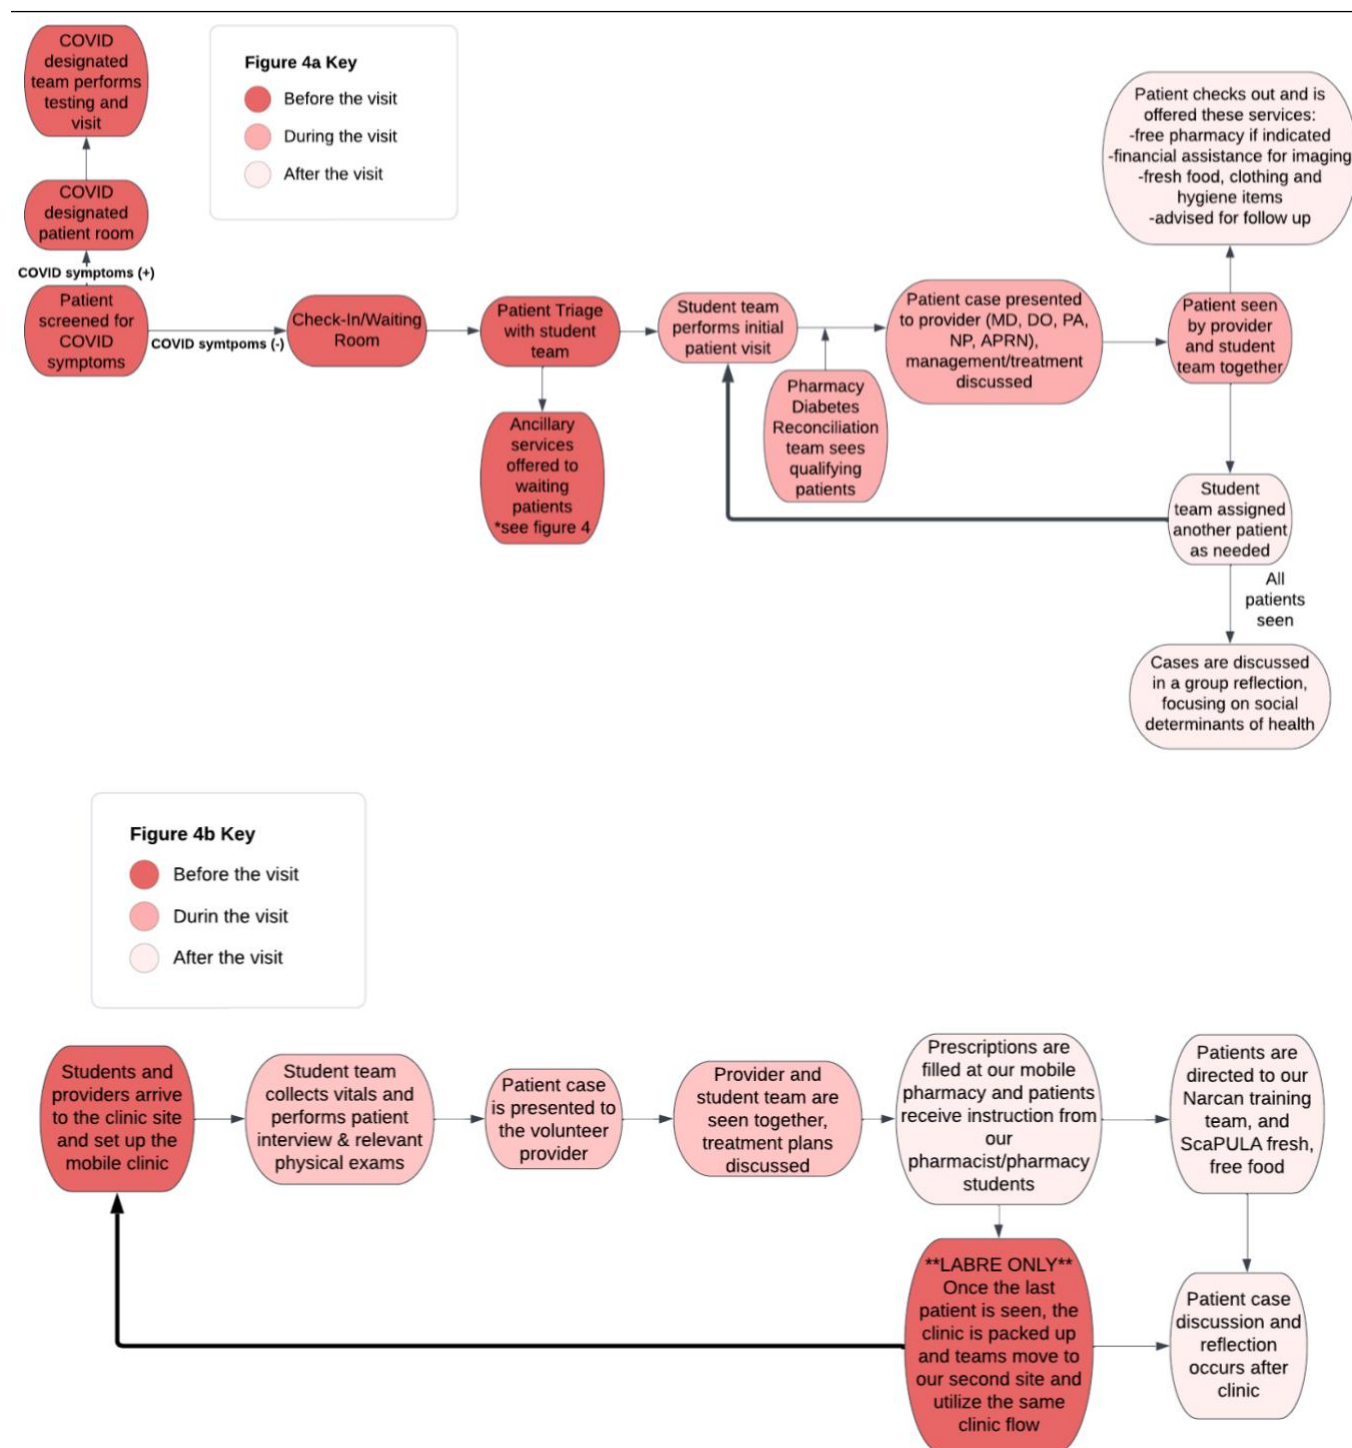 COVID
designated
team performs
testing and
visit
Figure 4a Key
Before the visit
During the visit
After the visit
COVID
designated
patient room
COVID symptoms (+)
Patient
screened for
COVID
symptoms
COVID symtpoms (-)
Check-In/Waiting
Room
Patient Triage
with student
team
Ancillary
services
offered to
waiting
patients
*see figure 4
Student team
performs initial
patient visit
Pharmacy
Diabetes
Reconciliation
team sees
qualifying
patients
Patient case presented
to provider (MD, DO, PA,
NP, APRN),
management/treatment
discussed
Patient seen
by provider
and student
team together
Patient checks out and is
offered these services:
-free pharmacy if indicated
-financial assistance for imaging
-fresh food, clothing and
hygiene items
-advised for follow up
Student
team assigned
another patient
as needed
All
patients
seen
Cases are discussed
in a group reflection,
focusing on social
determinants of health
Figure 4b Key
Before the visit
Durin the visit
After the visit
Students and
providers arrive
to the clinic site
and set up the
mobile clinic
Student team
collects vitals and
performs patient
interview & relevant
physical exams
Patient case
is presented to
the volunteer
provider
Provider and
student team are
seen together,
treatment plans
discussed
Prescriptions are
filled at our mobile
pharmacy and patients
receive instruction from
our
pharmacist/pharmacy
students
Patients are
directed to our
Narcan training
team, and
ScaPULA fresh,
free food
**LABRE ONLY**
Once the last
patient is seen, the
clinic is packed up
and teams move to
our second site and
utilize the same
clinic flow
Patient case
discussion and
reflection
occurs after
clinic